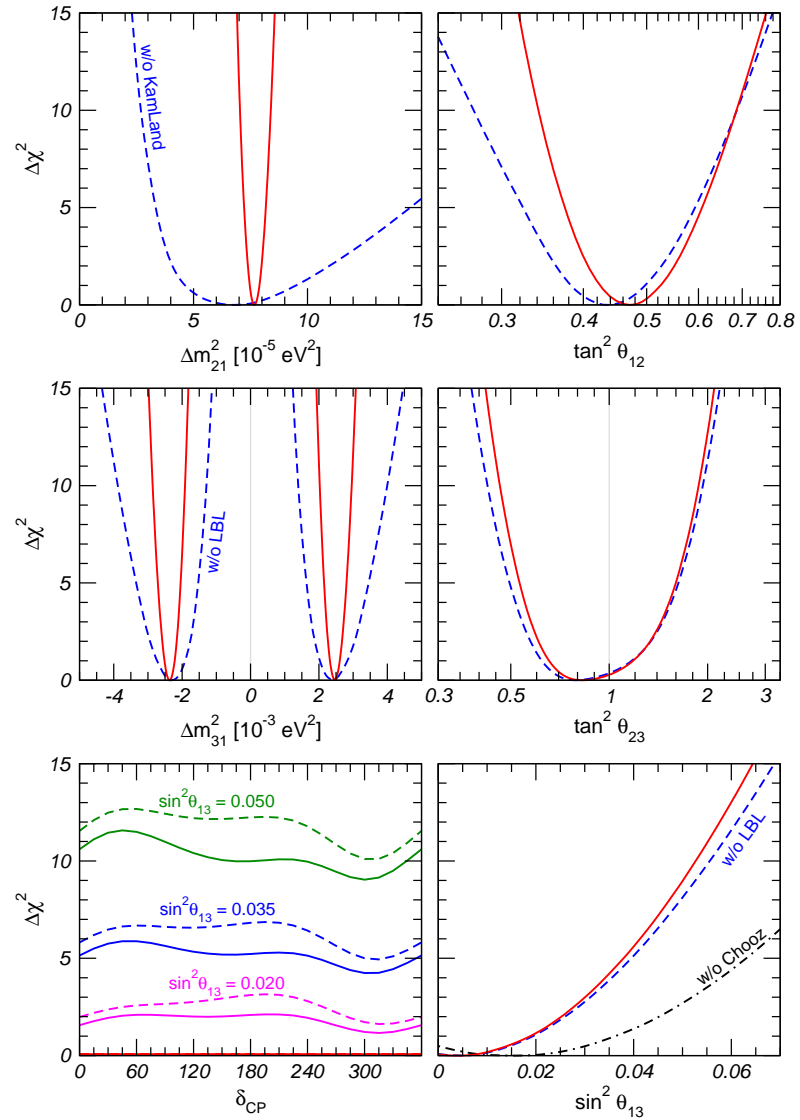 15
10
5
0
Δχ²
w/o KamLand
0 5 10 15
Δm²₂₁ [10⁻⁵ eV²]
0.3 0.4 0.5 0.6 0.7 0.8
tan² θ₁₂
15
10
5
0
Δχ²
w/o LBL
-4 -2 0 2 4
Δm²₃₁ [10⁻³ eV²]
0.3 0.5 1 2 3
tan² θ₂₃
15
10
5
0
Δχ²
sin²θ₁₃ = 0.050
sin²θ₁₃ = 0.035
sin²θ₁₃ = 0.020
0 60 120 180 240 300
δCP
w/o LBL
w/o Chooz
0 0.02 0.04 0.06
sin² θ₁₃